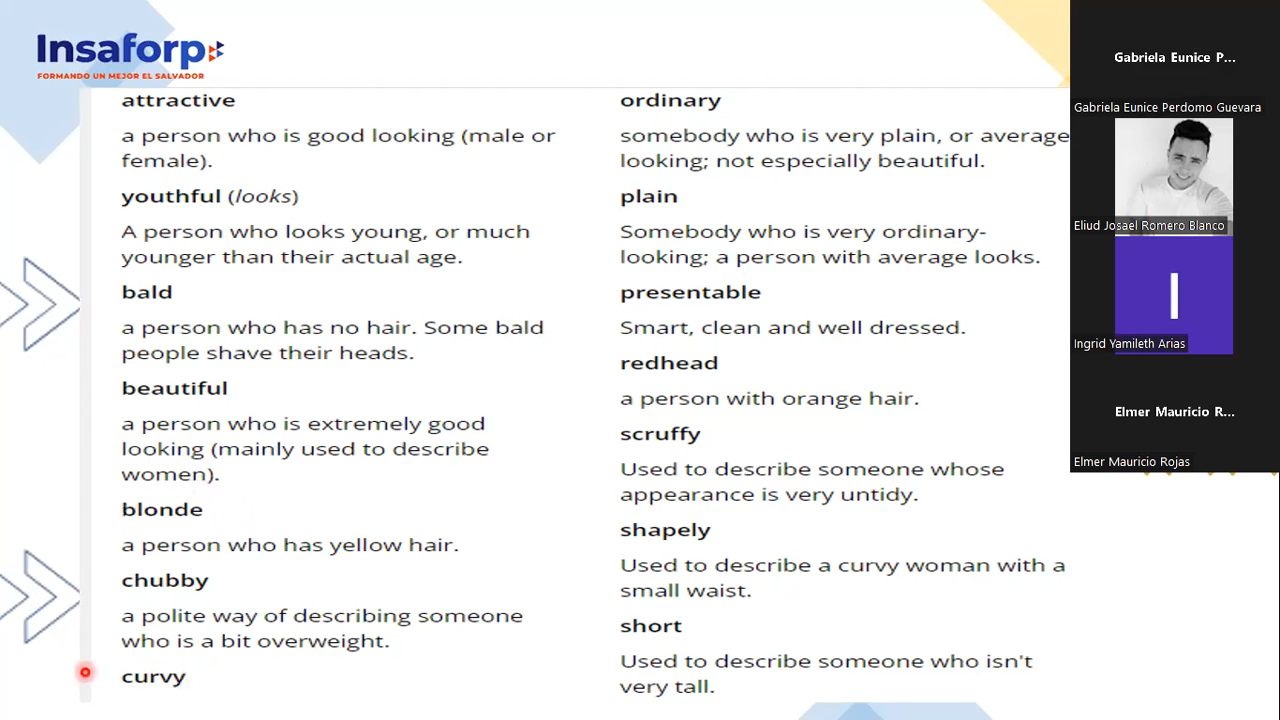 Insaforp
FORMANDO UN MEJOR EL SALVADOR
attractive
a person who is good looking (male or
female).
youthful (looks)
A person who looks young, or much
younger than their actual age.
bald
a person who has no hair. Some bald
people shave their heads.
beautiful
a person who is extremely good
looking (mainly used to describe
women).
blonde
a person who has yellow hair.
chubby
a polite way of describing someone
who is a bit overweight.
curvy
ordinary
somebody who is very plain, or average
looking; not especially beautiful.
plain
Somebody who is very ordinary-
looking; a person with average looks.
presentable
Smart, clean and well dressed.
redhead
a person with orange hair.
scruffy
Used to describe someone whose
appearance is very untidy.
shapely
Used to describe a curvy woman with a
small waist.
short
Used to describe someone who isn't
very tall.
Gabriela Eunice P...
Gabriela Eunice Perdomo Guevara
Eliud Josael Romero Blanco
I
Ingrid Yamileth Arias
Elmer Mauricio R...
Elmer Mauricio Rojas